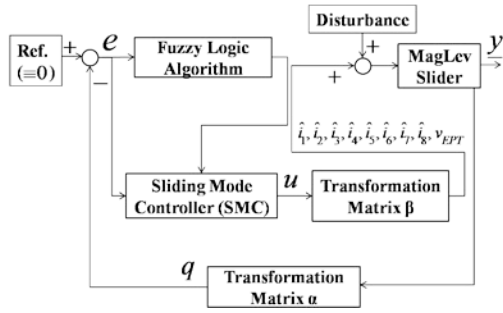 Disturbance
Ref.
(≡0)
+
−
e
Fuzzy Logic
Algorithm
+
+
MagLev
Slider
y
î₁, î₂, î₃, î₄, î₅, î₆, î₇, î₈, v_EPT
Sliding Mode
Controller (SMC)
u
Transformation
Matrix β
q
Transformation
Matrix α